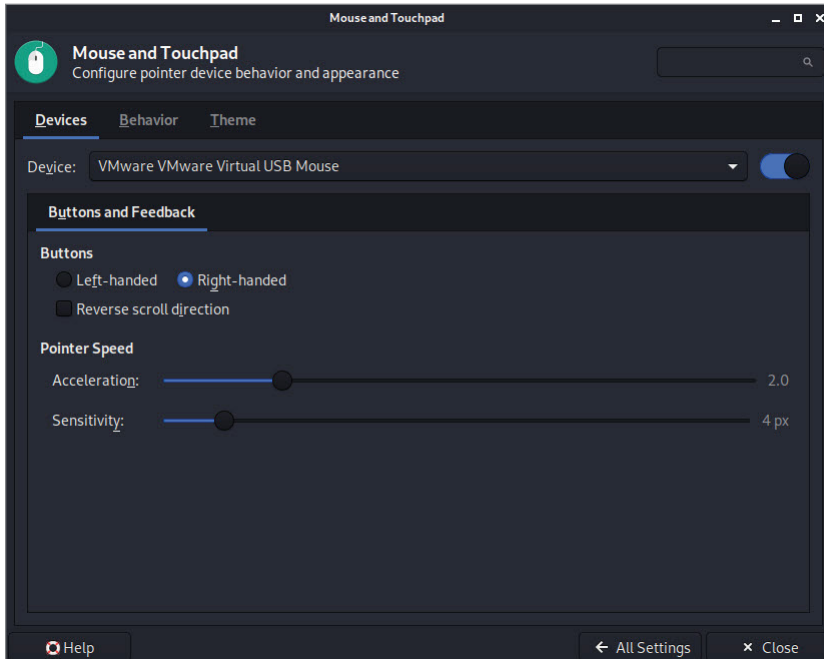 Mouse and Touchpad
Mouse and Touchpad
Configure pointer device behavior and appearance
Devices Behavior Theme
Device: VMware VMware Virtual USB Mouse
Buttons and Feedback
Buttons
Left-handed Right-handed
Reverse scroll direction
Pointer Speed
Acceleration: 2.0
Sensitivity: 4 px
Help All Settings Close